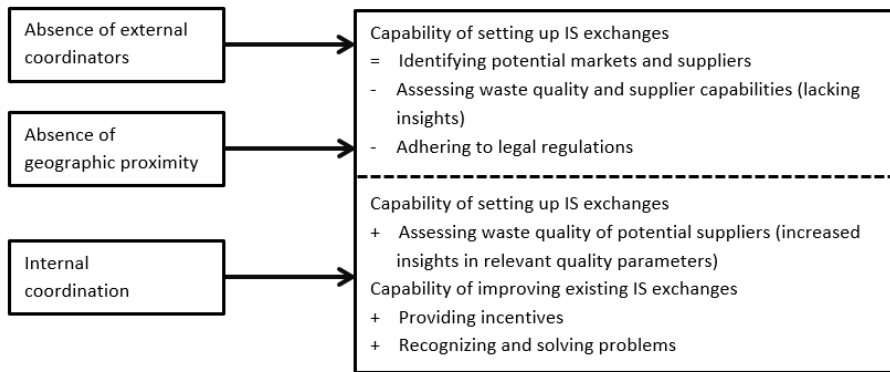 Absence of external
coordinators
Absence of
geographic proximity
Internal
coordination
Capability of setting up IS exchanges
= Identifying potential markets and suppliers
- Assessing waste quality and supplier capabilities (lacking
insights)
- Adhering to legal regulations
Capability of setting up IS exchanges
+ Assessing waste quality of potential suppliers (increased
insights in relevant quality parameters)
Capability of improving existing IS exchanges
+ Providing incentives
+ Recognizing and solving problems